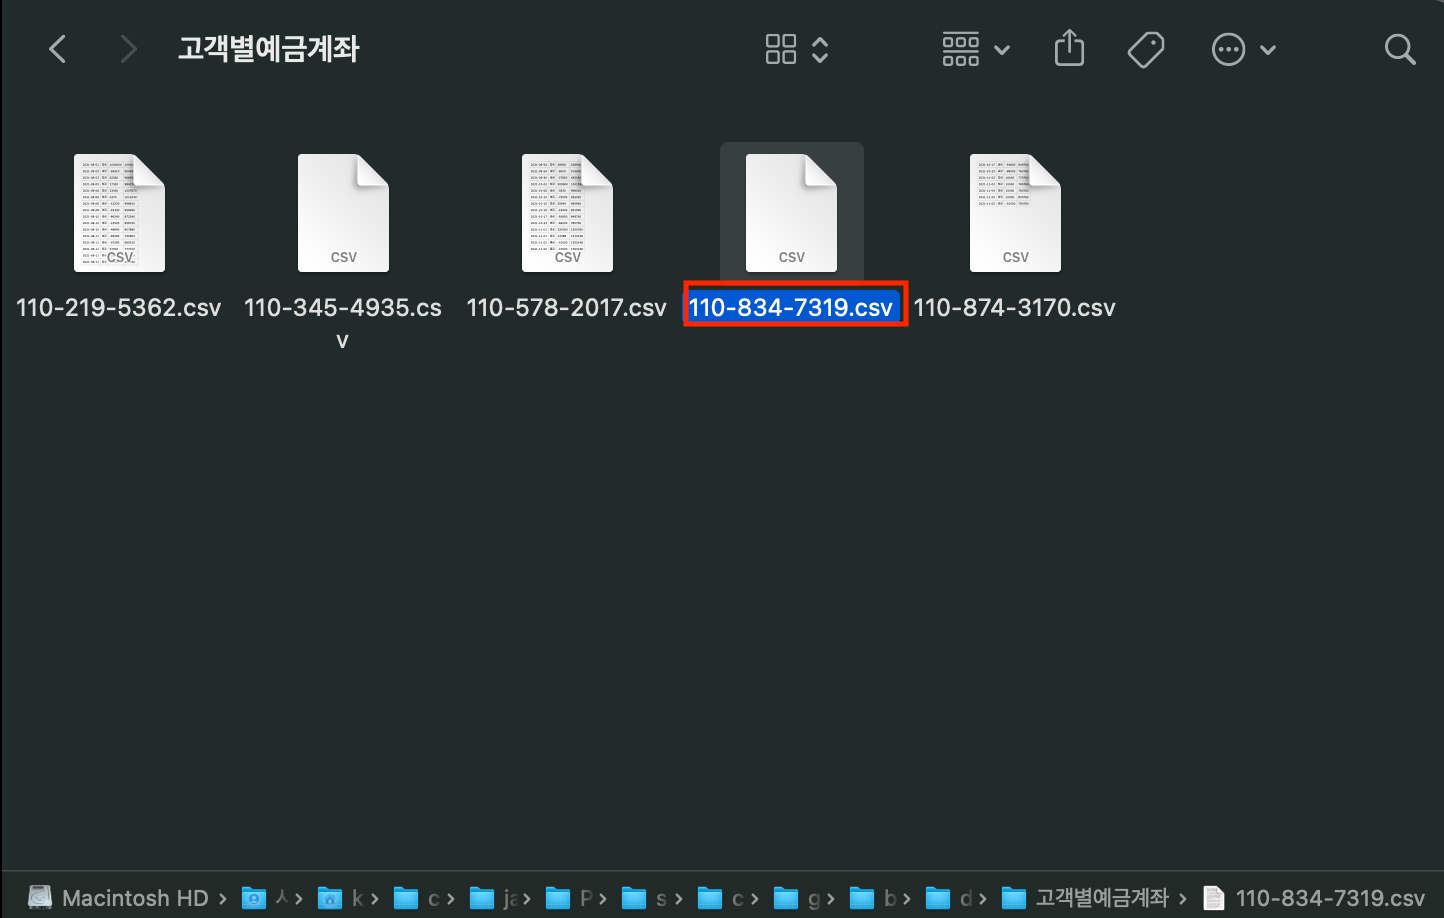 고객별예금계좌
CSV
CSV
CSV
CSV
CSV
110-219-5362.csv
110-345-4935.cs
v
110-578-2017.csv
110-834-7319.csv
110-874-3170.csv
Macintosh HD › ㅅ › k › c › ja › P › s › c › g › b › d › 고객별예금계좌 › 110-834-7319.csv